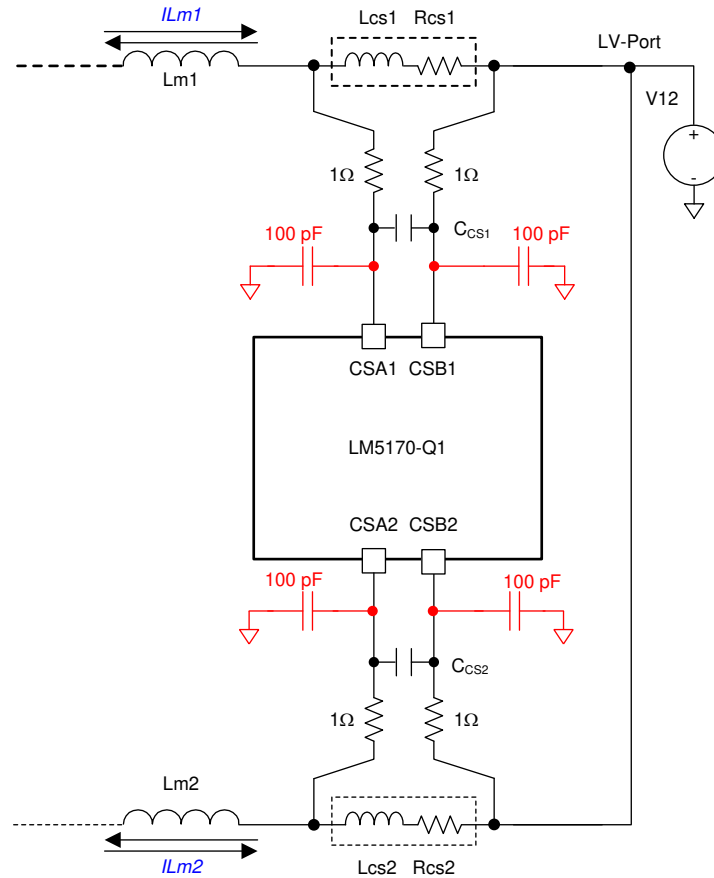 ILm1
Lcs1 Rcs1
LV-Port
Lm1
V12
+
-
1Ω
1Ω
100 pF
CCS1
100 pF
CSA1 CSB1
LM5170-Q1
CSA2 CSB2
100 pF
100 pF
CCS2
1Ω
1Ω
Lm2
ILm2
Lcs2 Rcs2